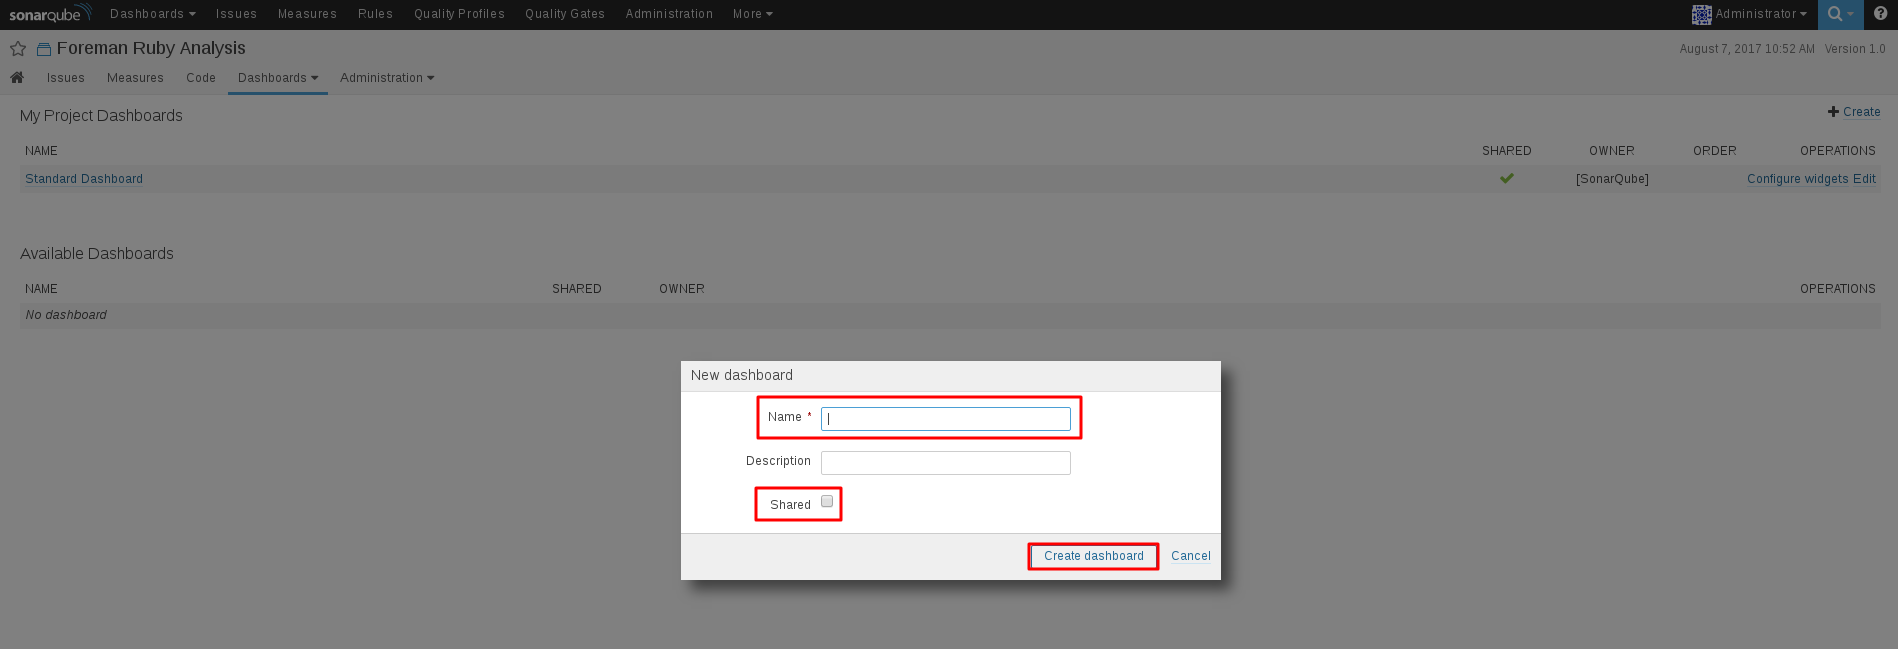 sonarqube Dashboards Issues Measures Rules Quality Profiles Quality Gates Administration More Administrator
Foreman Ruby Analysis August 7, 2017 10:52 AM Version 1.0
Issues Measures Code Dashboards Administration
My Project Dashboards Create
NAME SHARED OWNER ORDER OPERATIONS
Standard Dashboard [SonarQube] Configure widgets Edit
Available Dashboards
NAME SHARED OWNER OPERATIONS
No dashboard
New dashboard
Name *
Description
Shared
Create dashboard Cancel